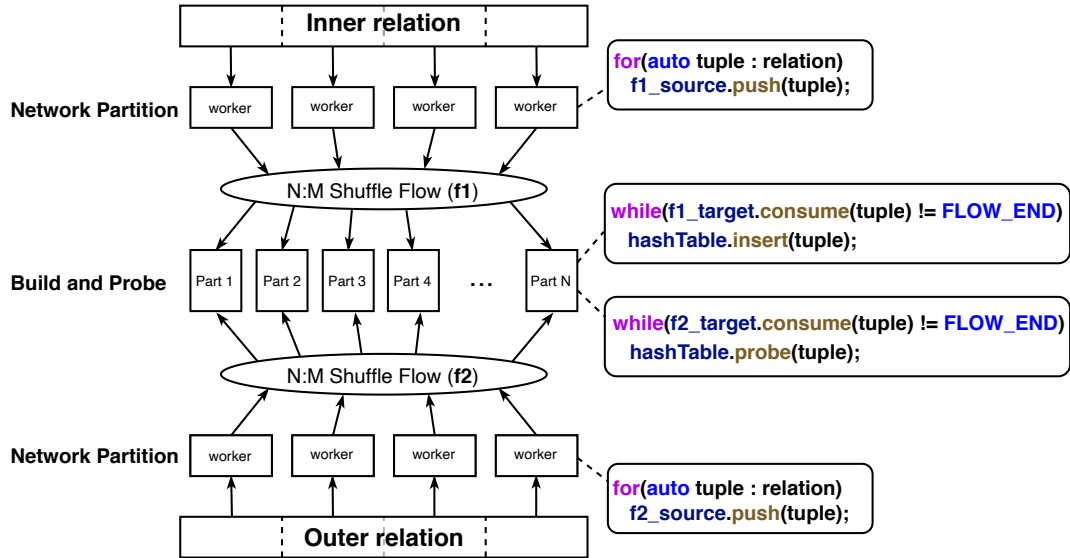 Inner relation
for(auto tuple : relation)
f1_source.push(tuple);
Network Partition
worker
worker
worker
worker
N:M Shuffle Flow (f1)
while(f1_target.consume(tuple) != FLOW_END)
hashTable.insert(tuple);
Build and Probe
Part 1
Part 2
Part 3
Part 4
...
Part N
while(f2_target.consume(tuple) != FLOW_END)
hashTable.probe(tuple);
N:M Shuffle Flow (f2)
Network Partition
worker
worker
worker
worker
for(auto tuple : relation)
f2_source.push(tuple);
Outer relation